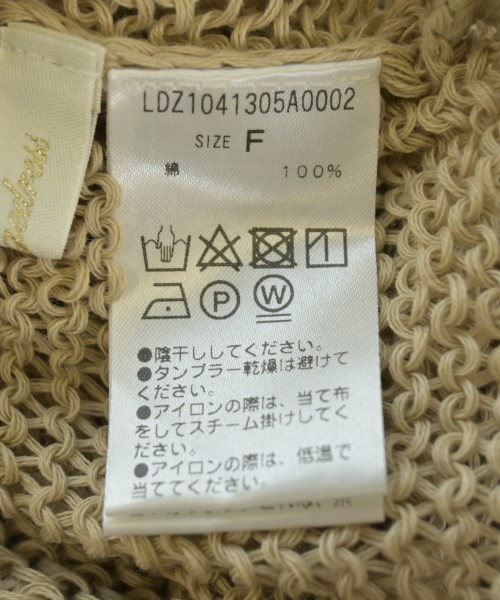 LDZ1041305A0002
SIZE F
綿 100%
P
W
●陰干ししてください。
●タンブラー乾燥は避けて
ください。
●アイロンの際は、当て布
をしてスチーム掛けしてく
ださい。
●アイロンの際は、低温で
当ててください。